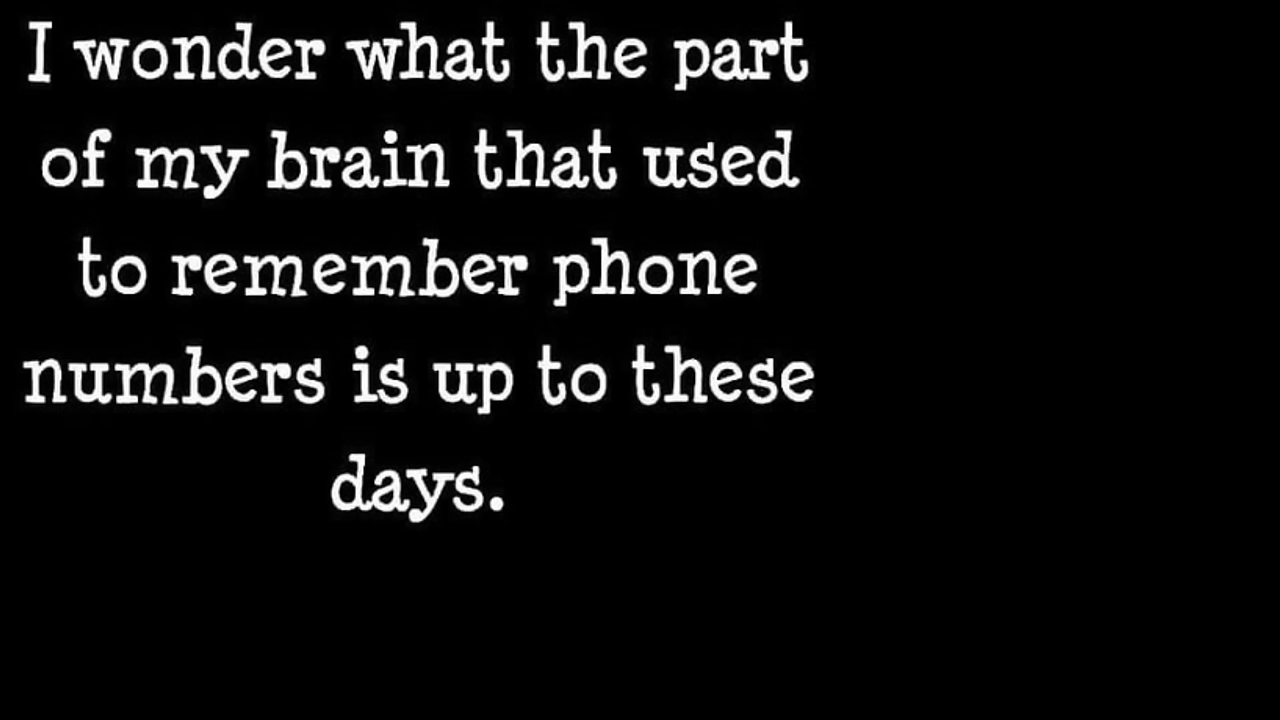 I wonder what the part
of my brain that used
to remember phone
numbers is up to these
days.